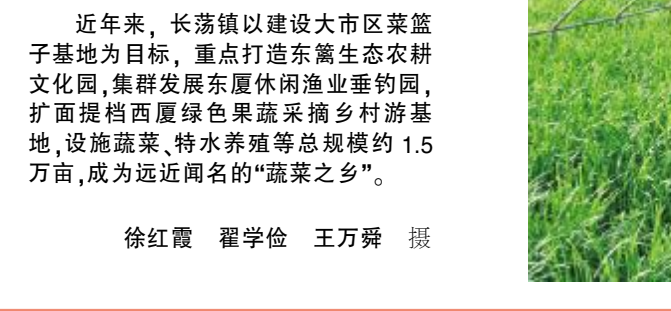 近年来，长荡镇以建设大市区菜篮
子基地为目标，重点打造东篱生态农耕
文化园，集群发展东厦休闲渔业垂钓园，
扩面提档西厦绿色果蔬采摘乡村游基
地，设施蔬菜、特水养殖等总规模约 1.5
万亩，成为远近闻名的“蔬菜之乡”。
徐红霞　翟学俭　王万舜　摄